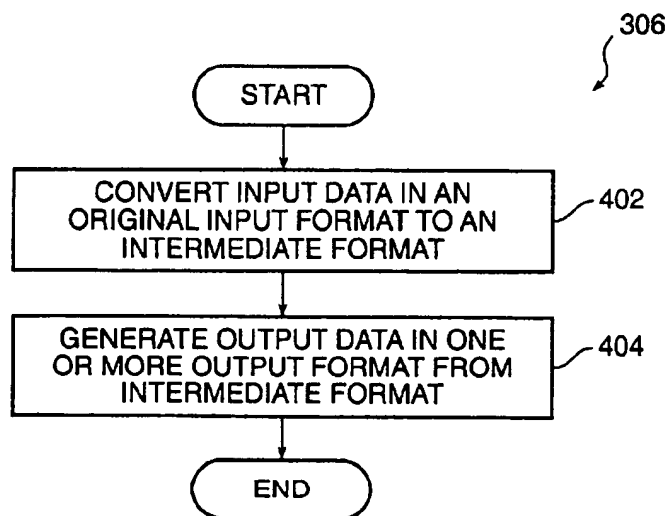 306
START
CONVERT INPUT DATA IN AN
ORIGINAL INPUT FORMAT TO AN
INTERMEDIATE FORMAT
402
GENERATE OUTPUT DATA IN ONE
OR MORE OUTPUT FORMAT FROM
INTERMEDIATE FORMAT
404
END